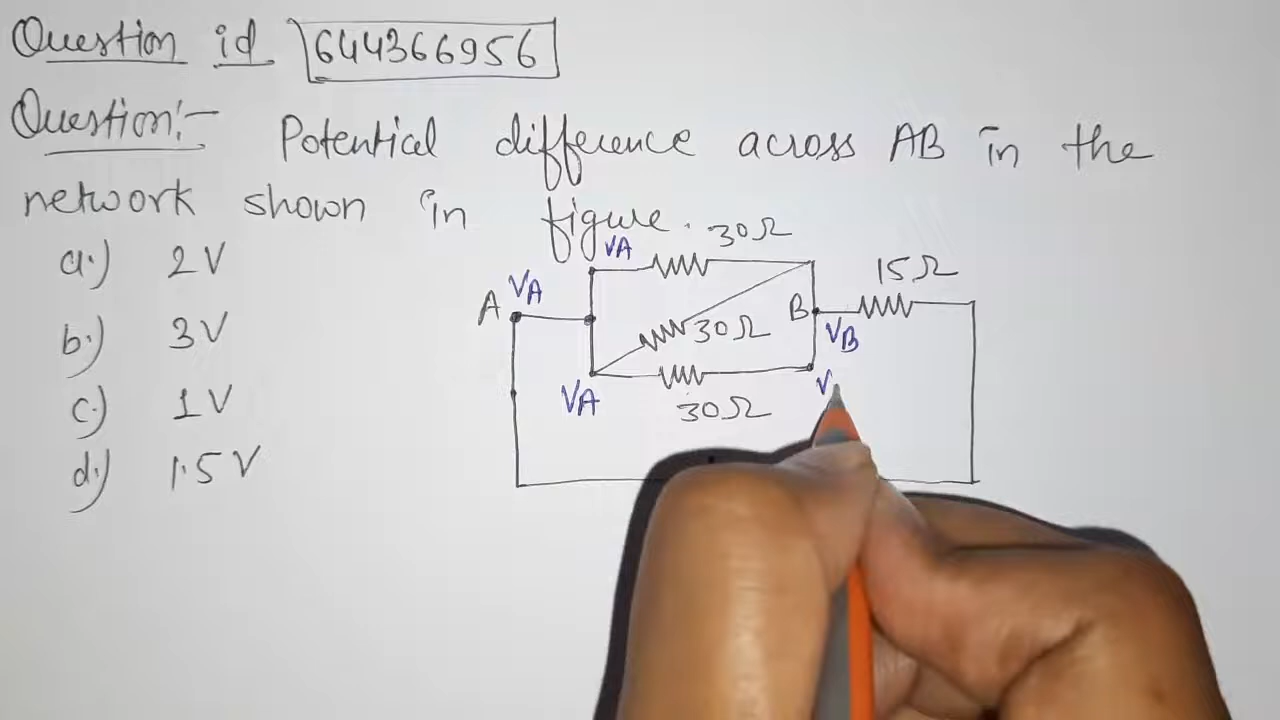 Question id 644366956
Question:- Potential difference across AB in the
network shown in figure.
a.) 2V
b.) 3V
c.) 1V
d.) 1.5V
30Ω
VA
15Ω
A VA
30Ω
B
VB
VA
V
30Ω